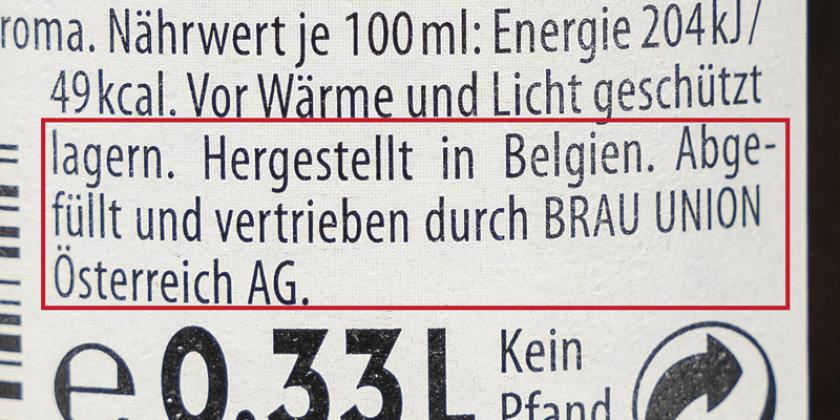 roma. Nährwert je 100 ml: Energie 204 kJ/
49 kcal. Vor Wärme und Licht geschützt
lagern. Hergestellt in Belgien. Abge-
füllt und vertrieben durch BRAU UNION
Österreich AG.
e 0,33 L Kein
Pfand